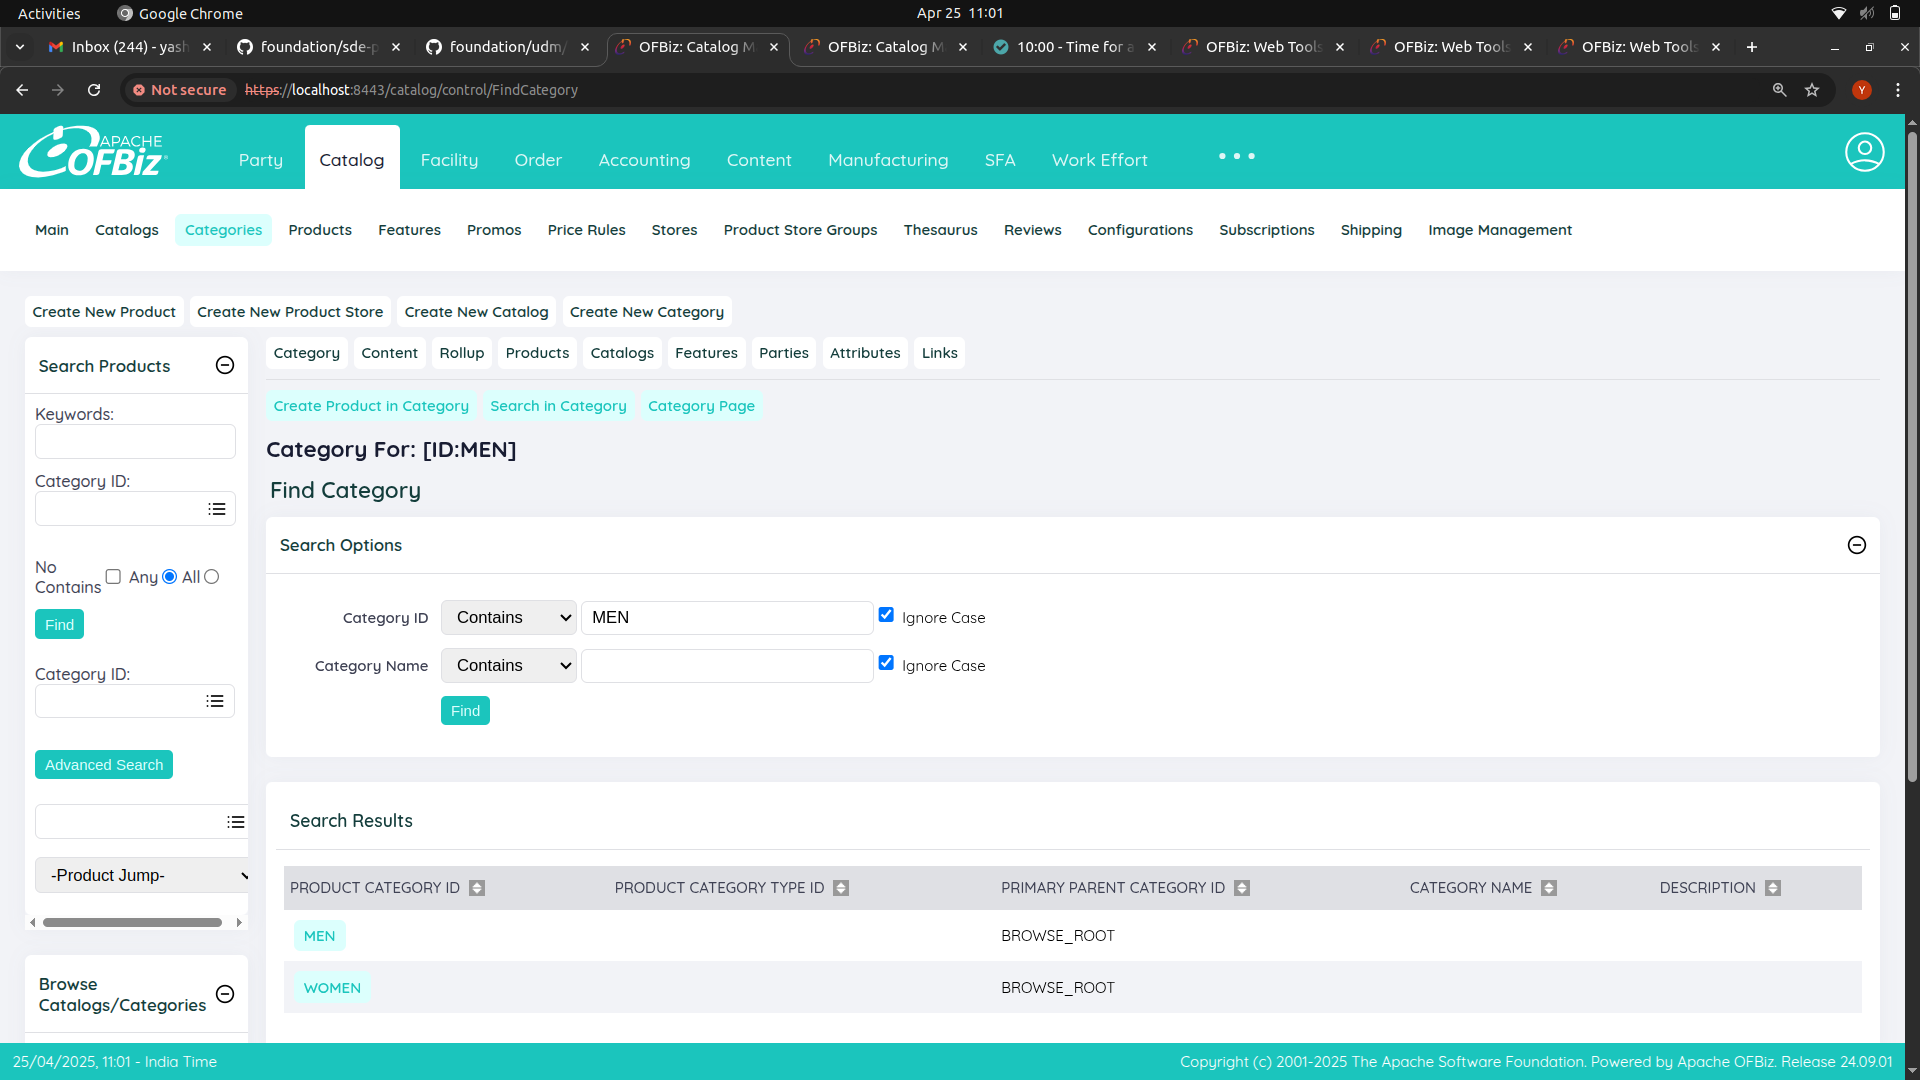 Activities Google Chrome Apr 25 11:01
Inbox (244) - yash foundation/sde-p foundation/udm/ OFBiz: Catalog M OFBiz: Catalog M 10:00 - Time for a OFBiz: Web Tools OFBiz: Web Tools OFBiz: Web Tools
Not secure https://localhost:8443/catalog/control/FindCategory Y
APACHE OFBiz Party Catalog Facility Order Accounting Content Manufacturing SFA Work Effort
Main Catalogs Categories Products Features Promos Price Rules Stores Product Store Groups Thesaurus Reviews Configurations Subscriptions Shipping Image Management
Create New Product Create New Product Store Create New Catalog Create New Category
Search Products
Keywords:
Category ID:
No Contains Any All
Find
Category ID:
Advanced Search
-Product Jump-
Browse
Catalogs/Categories
Category Content Rollup Products Catalogs Features Parties Attributes Links
Create Product in Category Search in Category Category Page
Category For: [ID:MEN]
Find Category
Search Options
Category ID Contains MEN Ignore Case
Category Name Contains Ignore Case
Find
Search Results
PRODUCT CATEGORY ID PRODUCT CATEGORY TYPE ID PRIMARY PARENT CATEGORY ID CATEGORY NAME DESCRIPTION
MEN BROWSE_ROOT
WOMEN BROWSE_ROOT
25/04/2025, 11:01 - India Time Copyright (c) 2001-2025 The Apache Software Foundation. Powered by Apache OFBiz. Release 24.09.01